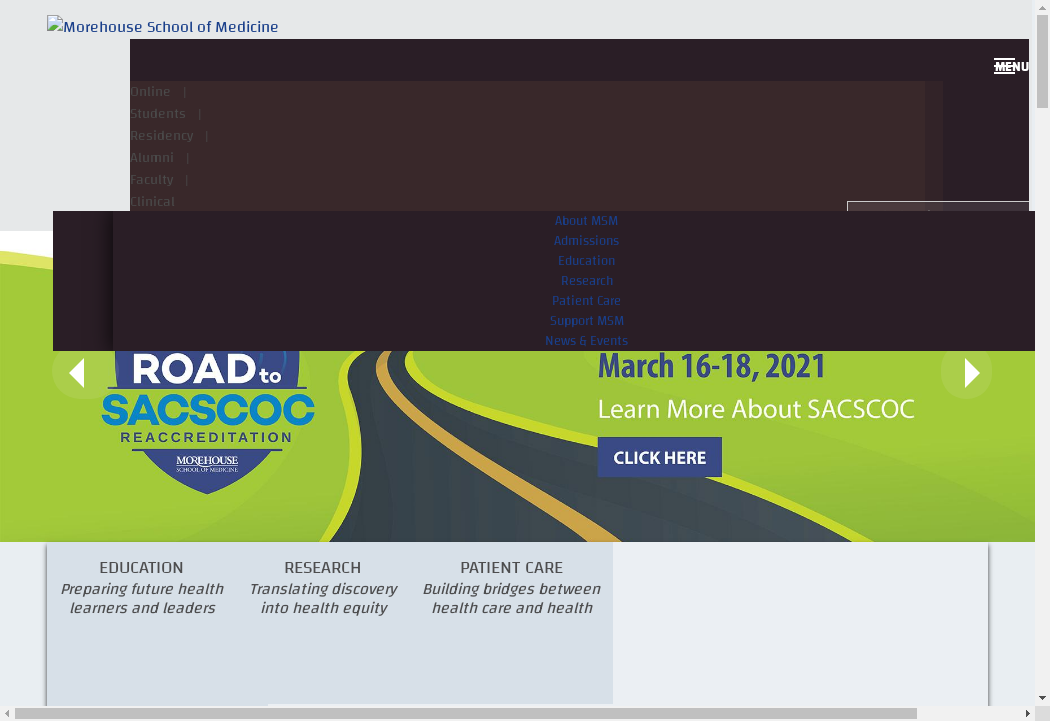 Morehouse School of Medicine
MENU
Online |
Students |
Residency |
Alumni |
Faculty |
Clinical
About MSM
Admissions
Education
Research
Patient Care
Support MSM
News & Events
ROAD to
SACSCOC
REACCREDITATION
MOREHOUSE
SCHOOL OF MEDICINE
March 16-18, 2021
Learn More About SACSCOC
CLICK HERE
EDUCATION
Preparing future health
learners and leaders
RESEARCH
Translating discovery
into health equity
PATIENT CARE
Building bridges between
health care and health